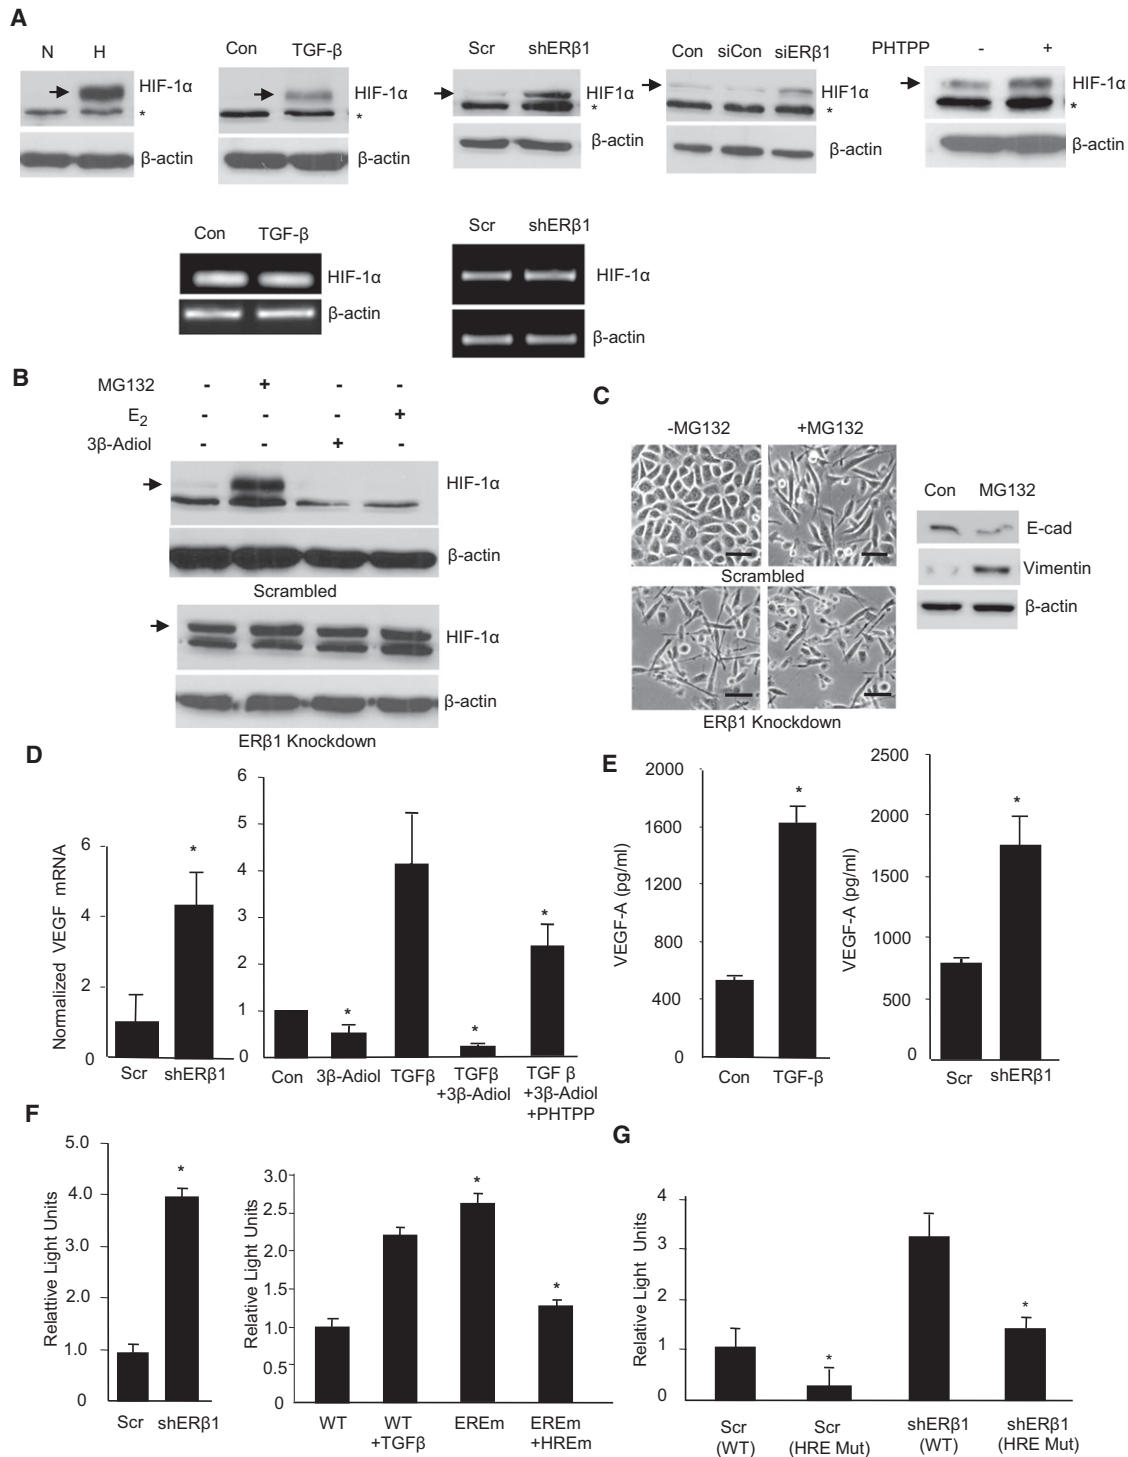 A
N H
HIF-1α
*
β-actin
Con TGF-β
HIF-1α
*
β-actin
Scr shERβ1
HIF1α
*
β-actin
Con siCon siERβ1
HIF1α
*
β-actin
PHTPP - +
HIF-1α
*
β-actin
Con TGF-β
HIF-1α
β-actin
Scr shERβ1
HIF-1α
β-actin
B
MG132 - + - -
E2 - - - +
3β-Adiol - - + -
HIF-1α
β-actin
Scrambled
HIF-1α
β-actin
ERβ1 Knockdown
C
-MG132 +MG132
Scrambled
ERβ1 Knockdown
Con MG132
E-cad
Vimentin
β-actin
D
Normalized VEGF mRNA
6
4
2
0
*
Scr shERβ1
6
5
4
3
2
1
0
* * *
Con 3β-Adiol TGFβ TGFβ TGF β
+3β-Adiol +3β-Adiol
+PHTPP
E
VEGF-A (pg/ml)
2000
1600
1200
800
400
0
*
Con TGF-β
VEGF-A (pg/ml)
2500
2000
1500
1000
500
0
*
Scr shERβ1
F
Relative Light Units
5.0
4.0
3.0
2.0
1.0
0
*
Scr shERβ1
Relative Light Units
3.0
2.5
2.0
1.5
1.0
0.5
0
* *
WT WT EREm EREm
+TGFβ +HREm
G
Relative Light Units
4
3
2
1
0
* *
Scr Scr shERβ1 shERβ1
(WT) (HRE Mut) (WT) (HRE Mut)